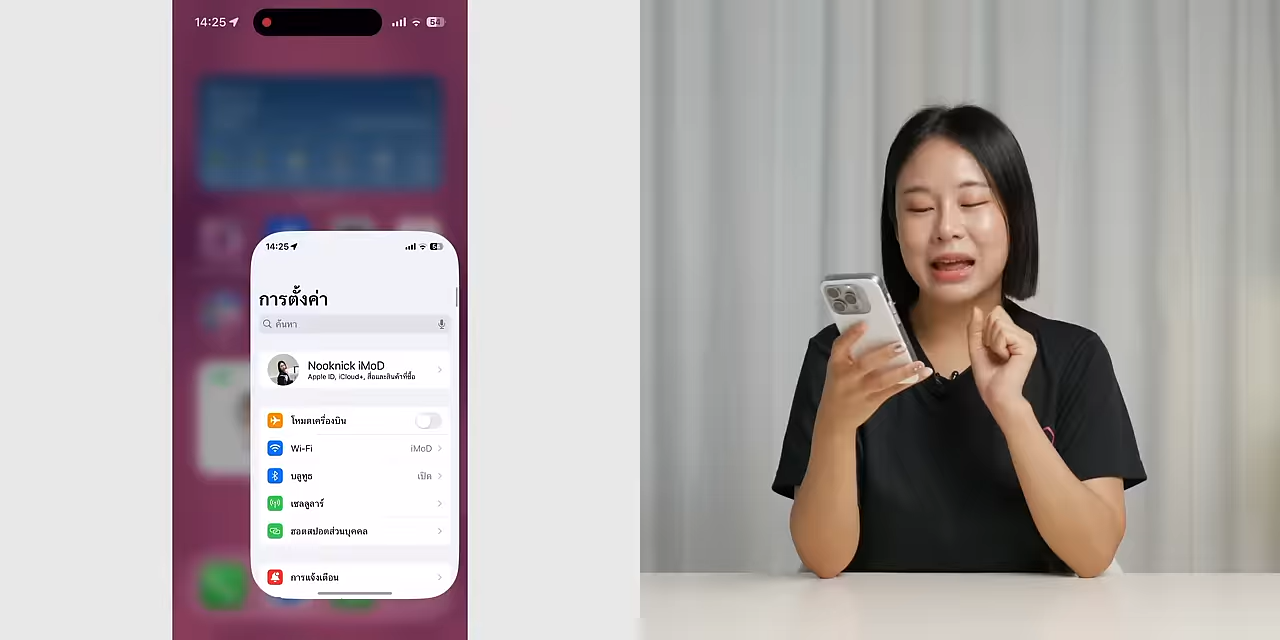 14:25
54
14:25
54
การตั้งค่า
ค้นหา
Nooknick iMoD
Apple ID, iCloud+, สื่อและสินค้าที่ซื้อ
โหมดเครื่องบิน
Wi-Fi iMoD
บลูทูธ เปิด
เซลลูลาร์
ฮอตสปอตส่วนบุคคล
การแจ้งเตือน